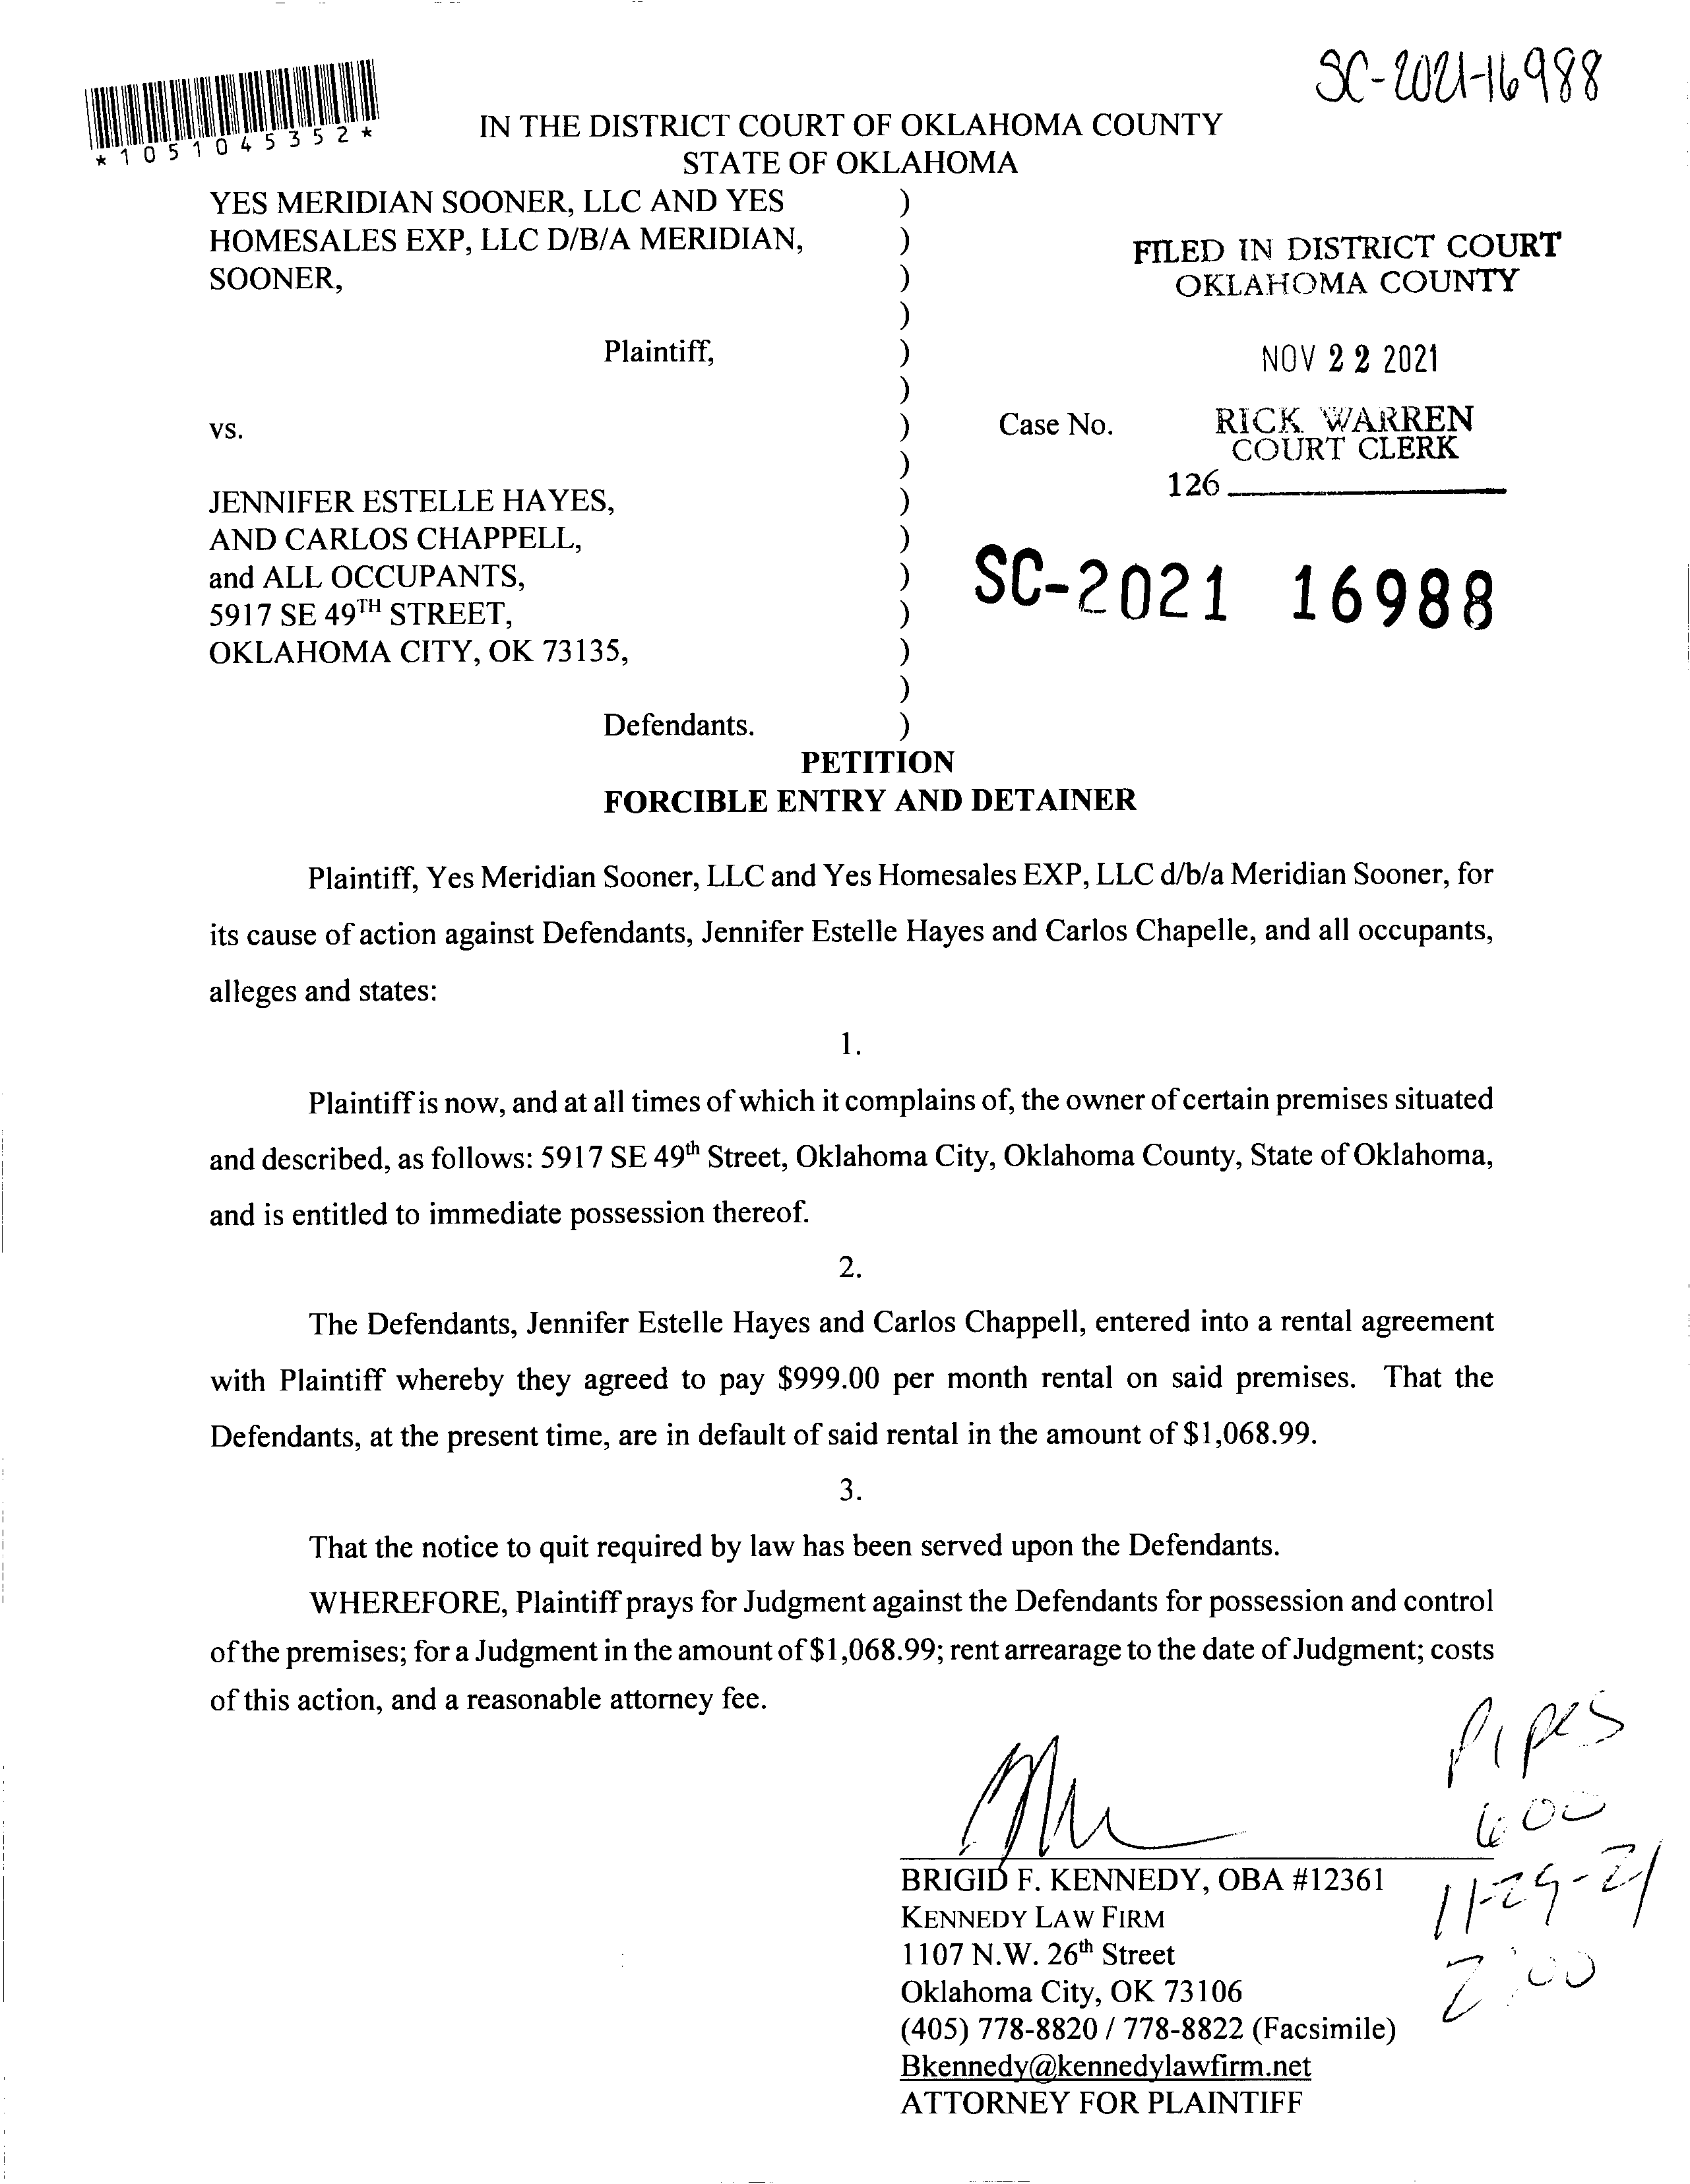 SC-2021-16988
*1051045352*
IN THE DISTRICT COURT OF OKLAHOMA COUNTY
STATE OF OKLAHOMA
YES MERIDIAN SOONER, LLC AND YES )
HOMESALES EXP, LLC D/B/A MERIDIAN, )
SOONER, )
)
Plaintiff, )
)
vs. )
)
JENNIFER ESTELLE HAYES, )
AND CARLOS CHAPPELL, )
and ALL OCCUPANTS, )
5917 SE 49TH STREET, )
OKLAHOMA CITY, OK 73135, )
)
Defendants. )
FILED IN DISTRICT COURT
OKLAHOMA COUNTY
NOV 22 2021
Case No.
RICK WARREN
COURT CLERK
126
SC-2021 16988
PETITION
FORCIBLE ENTRY AND DETAINER
Plaintiff, Yes Meridian Sooner, LLC and Yes Homesales EXP, LLC d/b/a Meridian Sooner, for
its cause of action against Defendants, Jennifer Estelle Hayes and Carlos Chapelle, and all occupants,
alleges and states:
1.
Plaintiff is now, and at all times of which it complains of, the owner of certain premises situated
and described, as follows: 5917 SE 49th Street, Oklahoma City, Oklahoma County, State of Oklahoma,
and is entitled to immediate possession thereof.
2.
The Defendants, Jennifer Estelle Hayes and Carlos Chappell, entered into a rental agreement
with Plaintiff whereby they agreed to pay $999.00 per month rental on said premises. That the
Defendants, at the present time, are in default of said rental in the amount of $1,068.99.
3.
That the notice to quit required by law has been served upon the Defendants.
WHEREFORE, Plaintiff prays for Judgment against the Defendants for possession and control
of the premises; for a Judgment in the amount of $1,068.99; rent arrearage to the date of Judgment; costs
of this action, and a reasonable attorney fee.
BRIGID F. KENNEDY, OBA #12361
KENNEDY LAW FIRM
1107 N.W. 26th Street
Oklahoma City, OK 73106
(405) 778-8820 / 778-8822 (Facsimile)
Bkennedy@kennedylawfirm.net
ATTORNEY FOR PLAINTIFF
Pipes
600
11-29-21
2:00